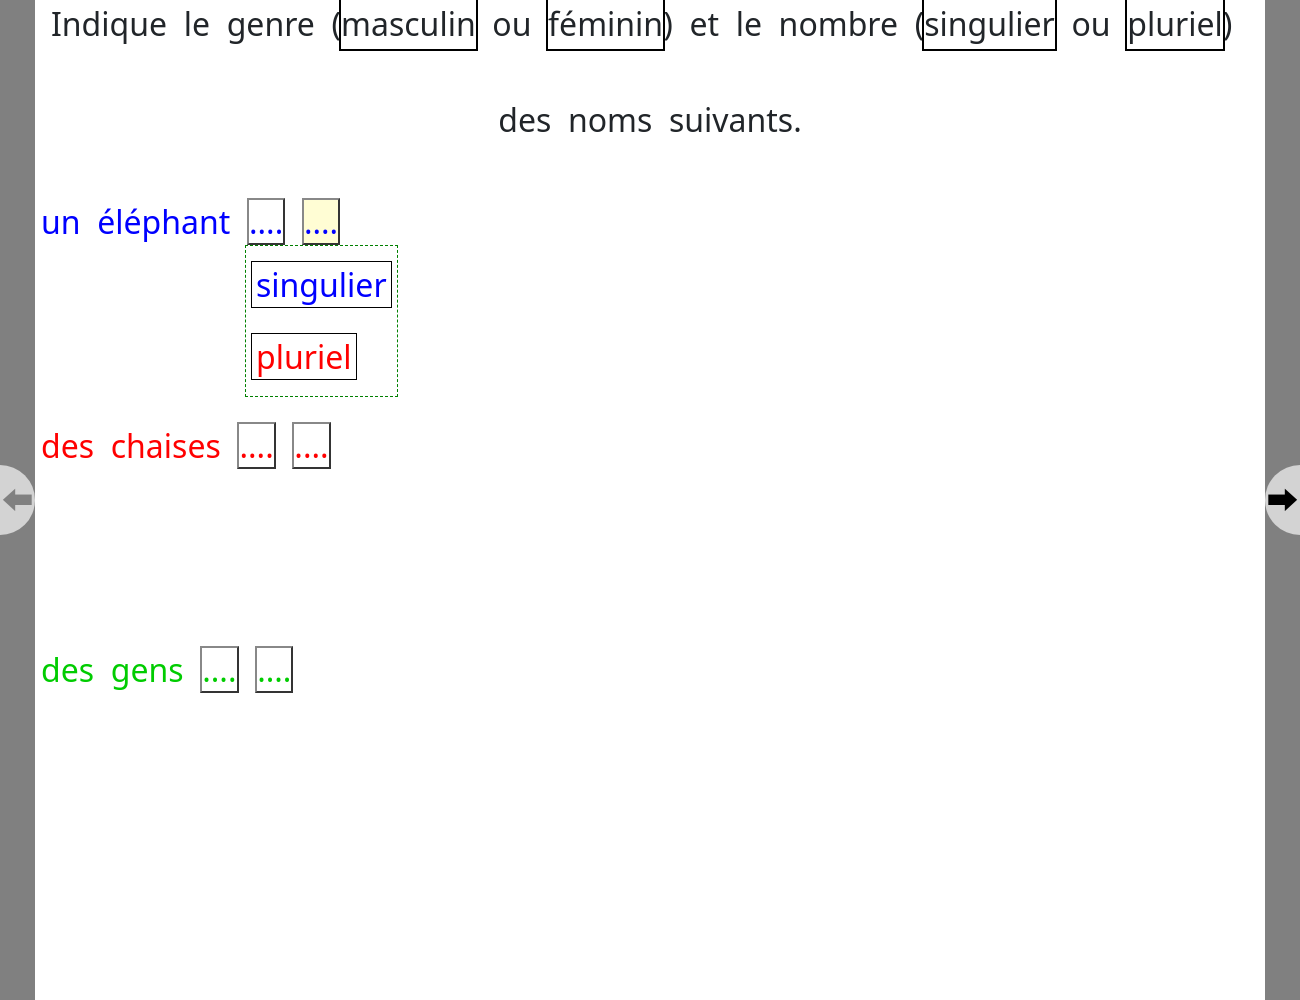 Indique le genre (masculin ou féminin) et le nombre (singulier ou pluriel)
des noms suivants.
un éléphant .... ....
singulier
pluriel
des chaises .... ....
des gens .... ....